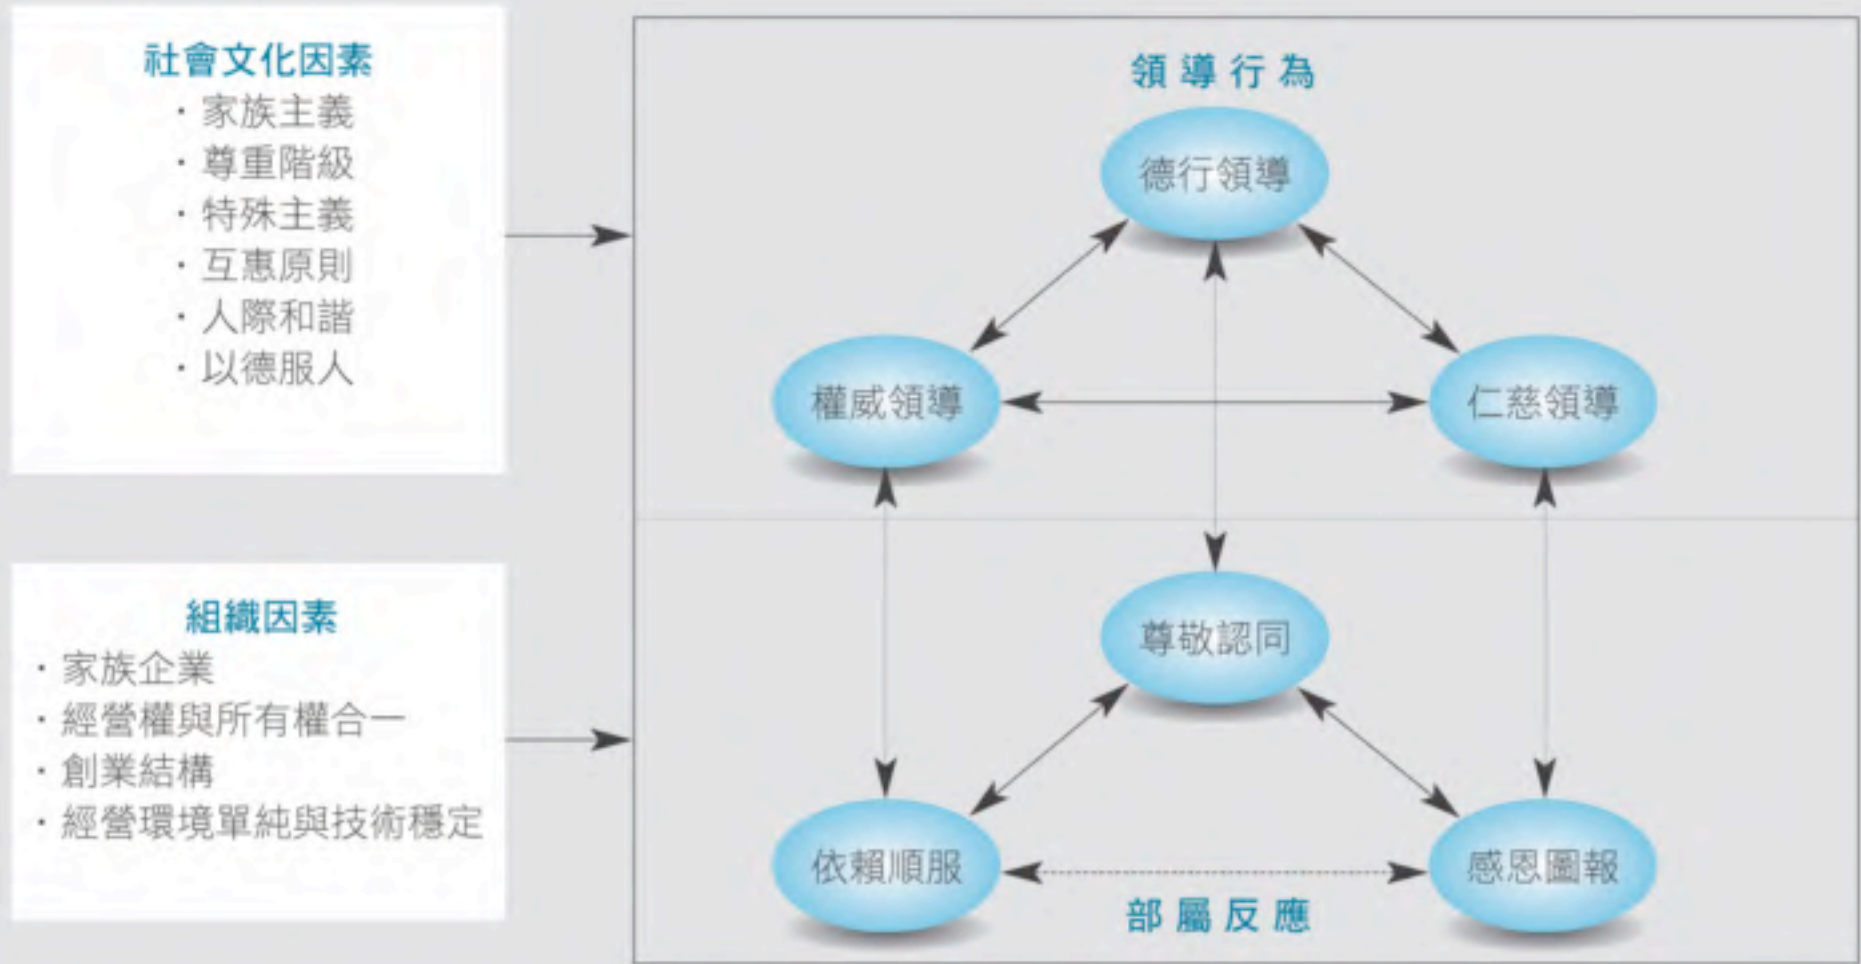 社會文化因素
・家族主義
・尊重階級
・特殊主義
・互惠原則
・人際和諧
・以德服人
組織因素
・家族企業
・經營權與所有權合一
・創業結構
・經營環境單純與技術穩定
領導行為
德行領導
權威領導
仁慈領導
尊敬認同
依賴順服
感恩圖報
部屬反應